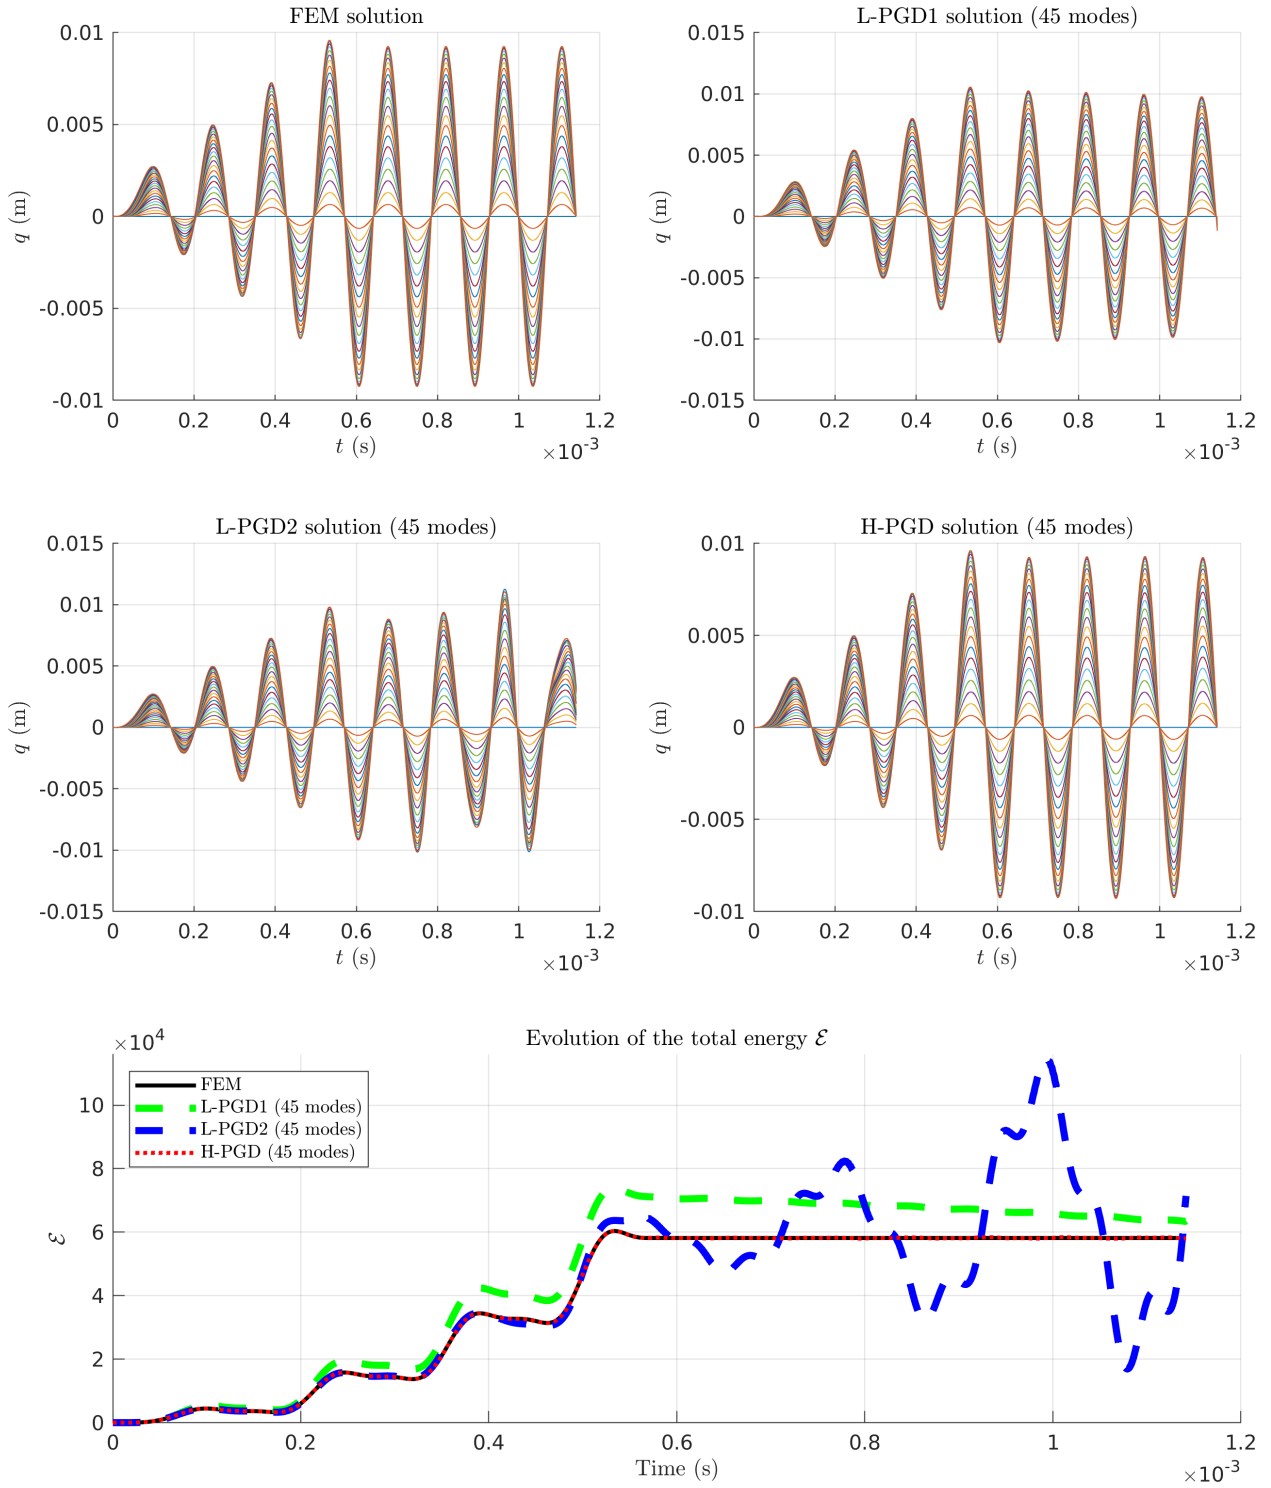 FEM solution
0.01
0.005
0
-0.005
-0.01
q (m)
0 0.2 0.4 0.6 0.8 1 1.2
t (s)
×10-3
L-PGD1 solution (45 modes)
0.015
0.01
0.005
0
-0.005
-0.01
-0.015
q (m)
0 0.2 0.4 0.6 0.8 1 1.2
t (s)
×10-3
L-PGD2 solution (45 modes)
0.015
0.01
0.005
0
-0.005
-0.01
-0.015
q (m)
0 0.2 0.4 0.6 0.8 1 1.2
t (s)
×10-3
H-PGD solution (45 modes)
0.01
0.005
0
-0.005
-0.01
q (m)
0 0.2 0.4 0.6 0.8 1 1.2
t (s)
×10-3
Evolution of the total energy ℰ
×104
10
8
6
4
2
0
ℰ
FEM
L-PGD1 (45 modes)
L-PGD2 (45 modes)
H-PGD (45 modes)
0 0.2 0.4 0.6 0.8 1 1.2
Time (s)
×10-3